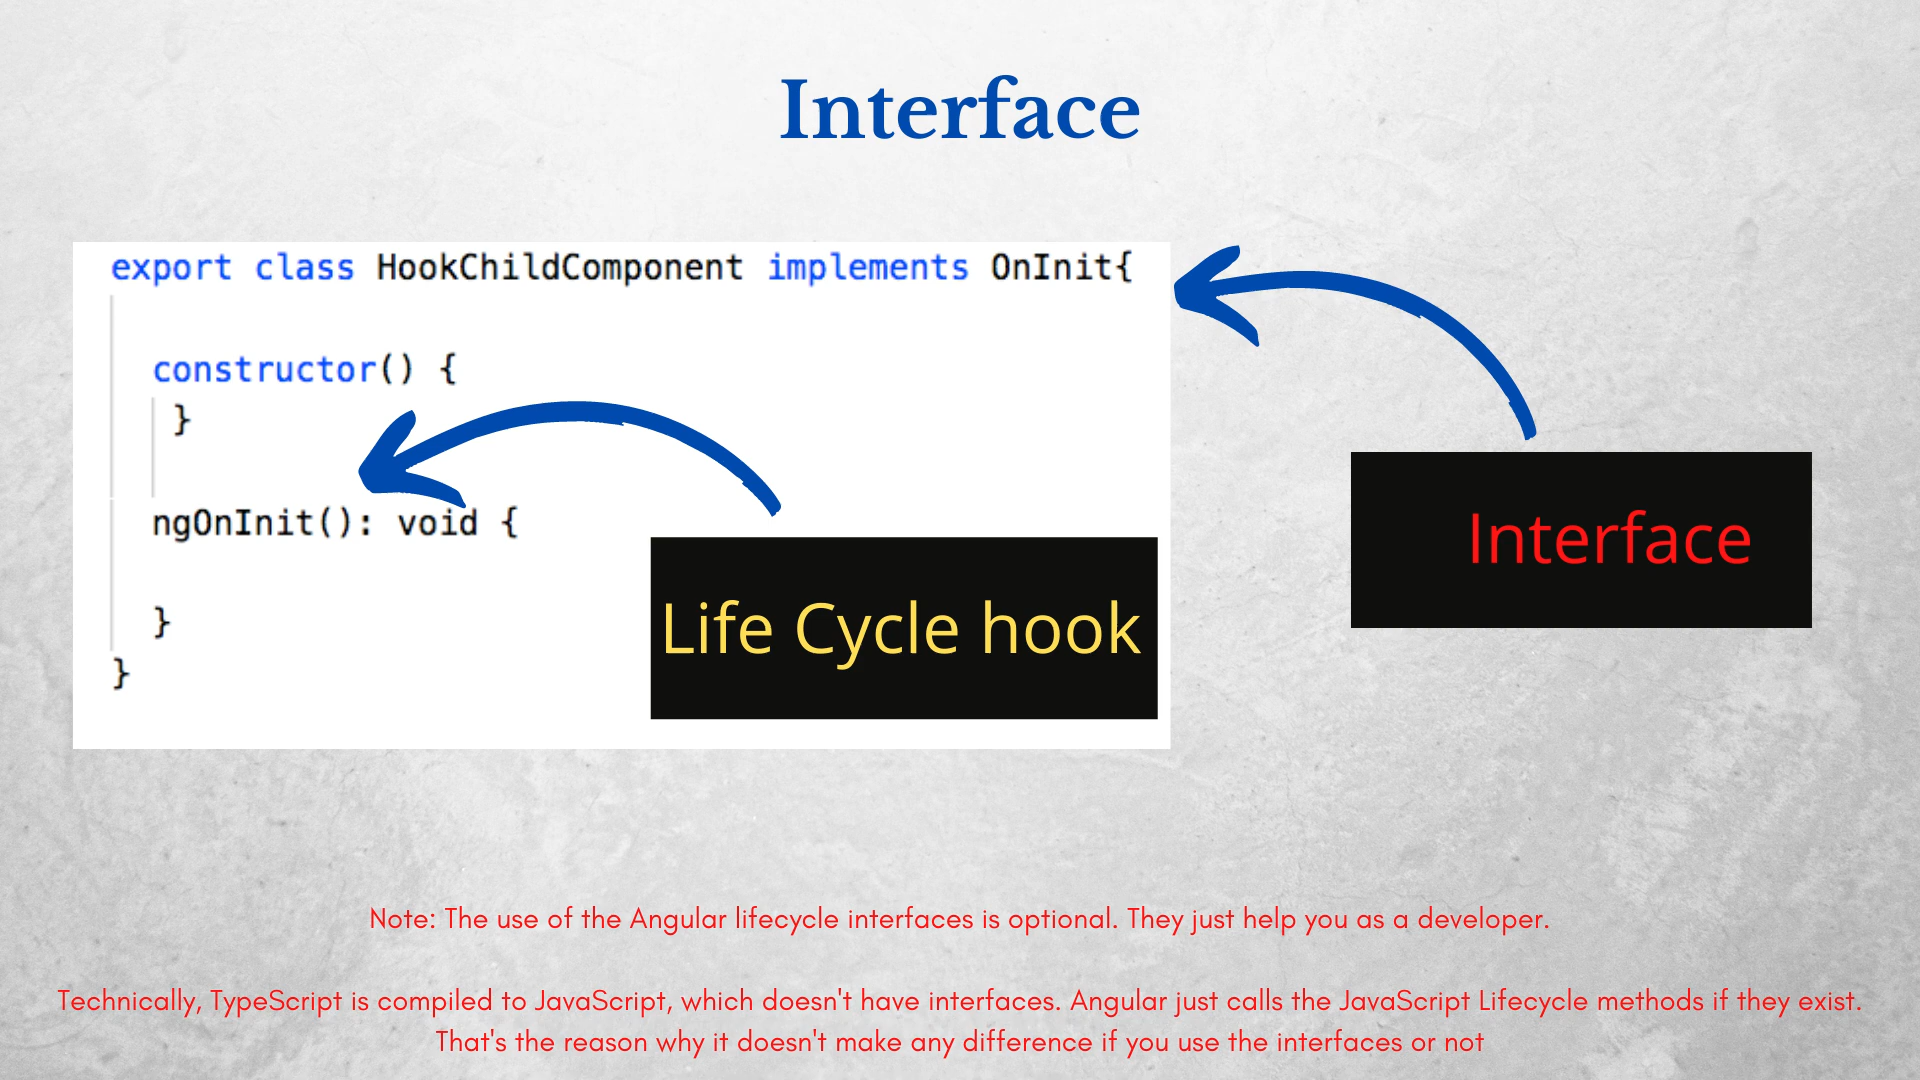 Interface
export class HookChildComponent implements OnInit{
constructor() {
}
ngOnInit(): void {
}
}
Life Cycle hook
Interface
Note: The use of the Angular lifecycle interfaces is optional. They just help you as a developer.
Technically, TypeScript is compiled to JavaScript, which doesn't have interfaces. Angular just calls the JavaScript Lifecycle methods if they exist.
That's the reason why it doesn't make any difference if you use the interfaces or not